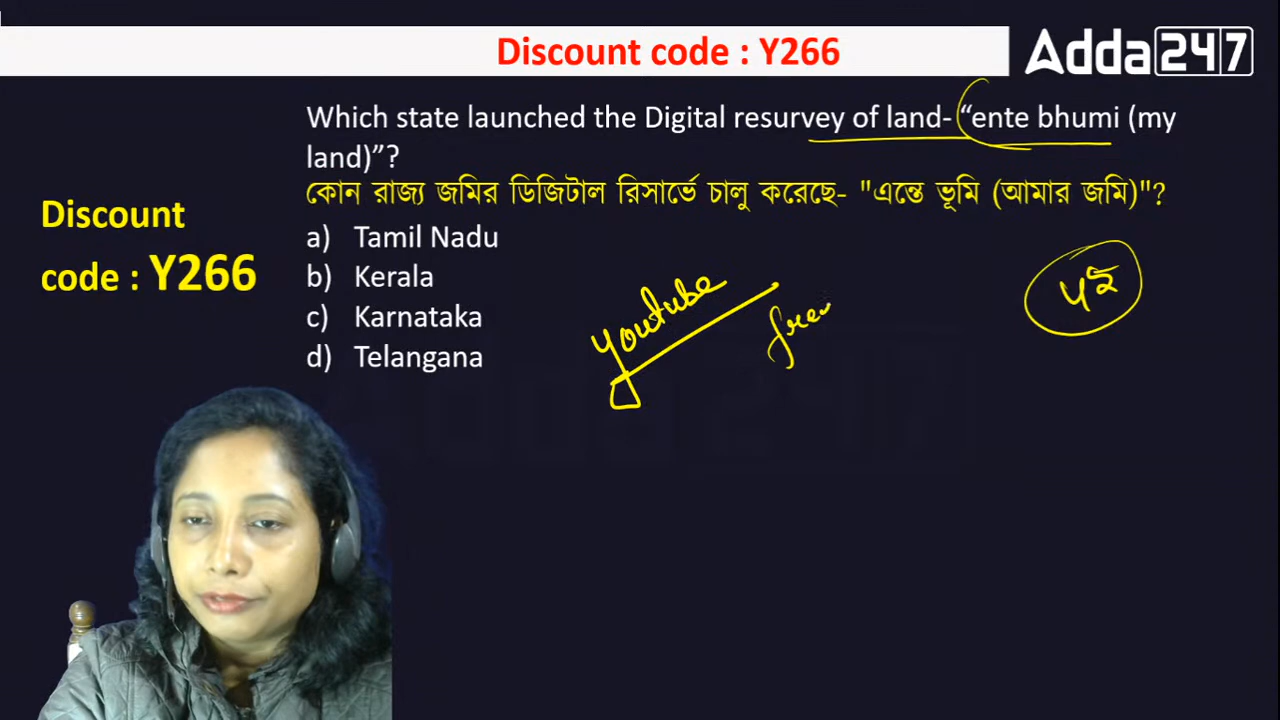 Discount code : Y266
Adda247
Which state launched the Digital resurvey of land- “ente bhumi (my
land)”?
কোন রাজ্য জমির ডিজিটাল রিসার্ভে চালু করেছে- "এন্তে ভূমি (আমার জমি)"?
Discount
code : Y266
a) Tamil Nadu
b) Kerala
c) Karnataka
d) Telangana
youtube
free